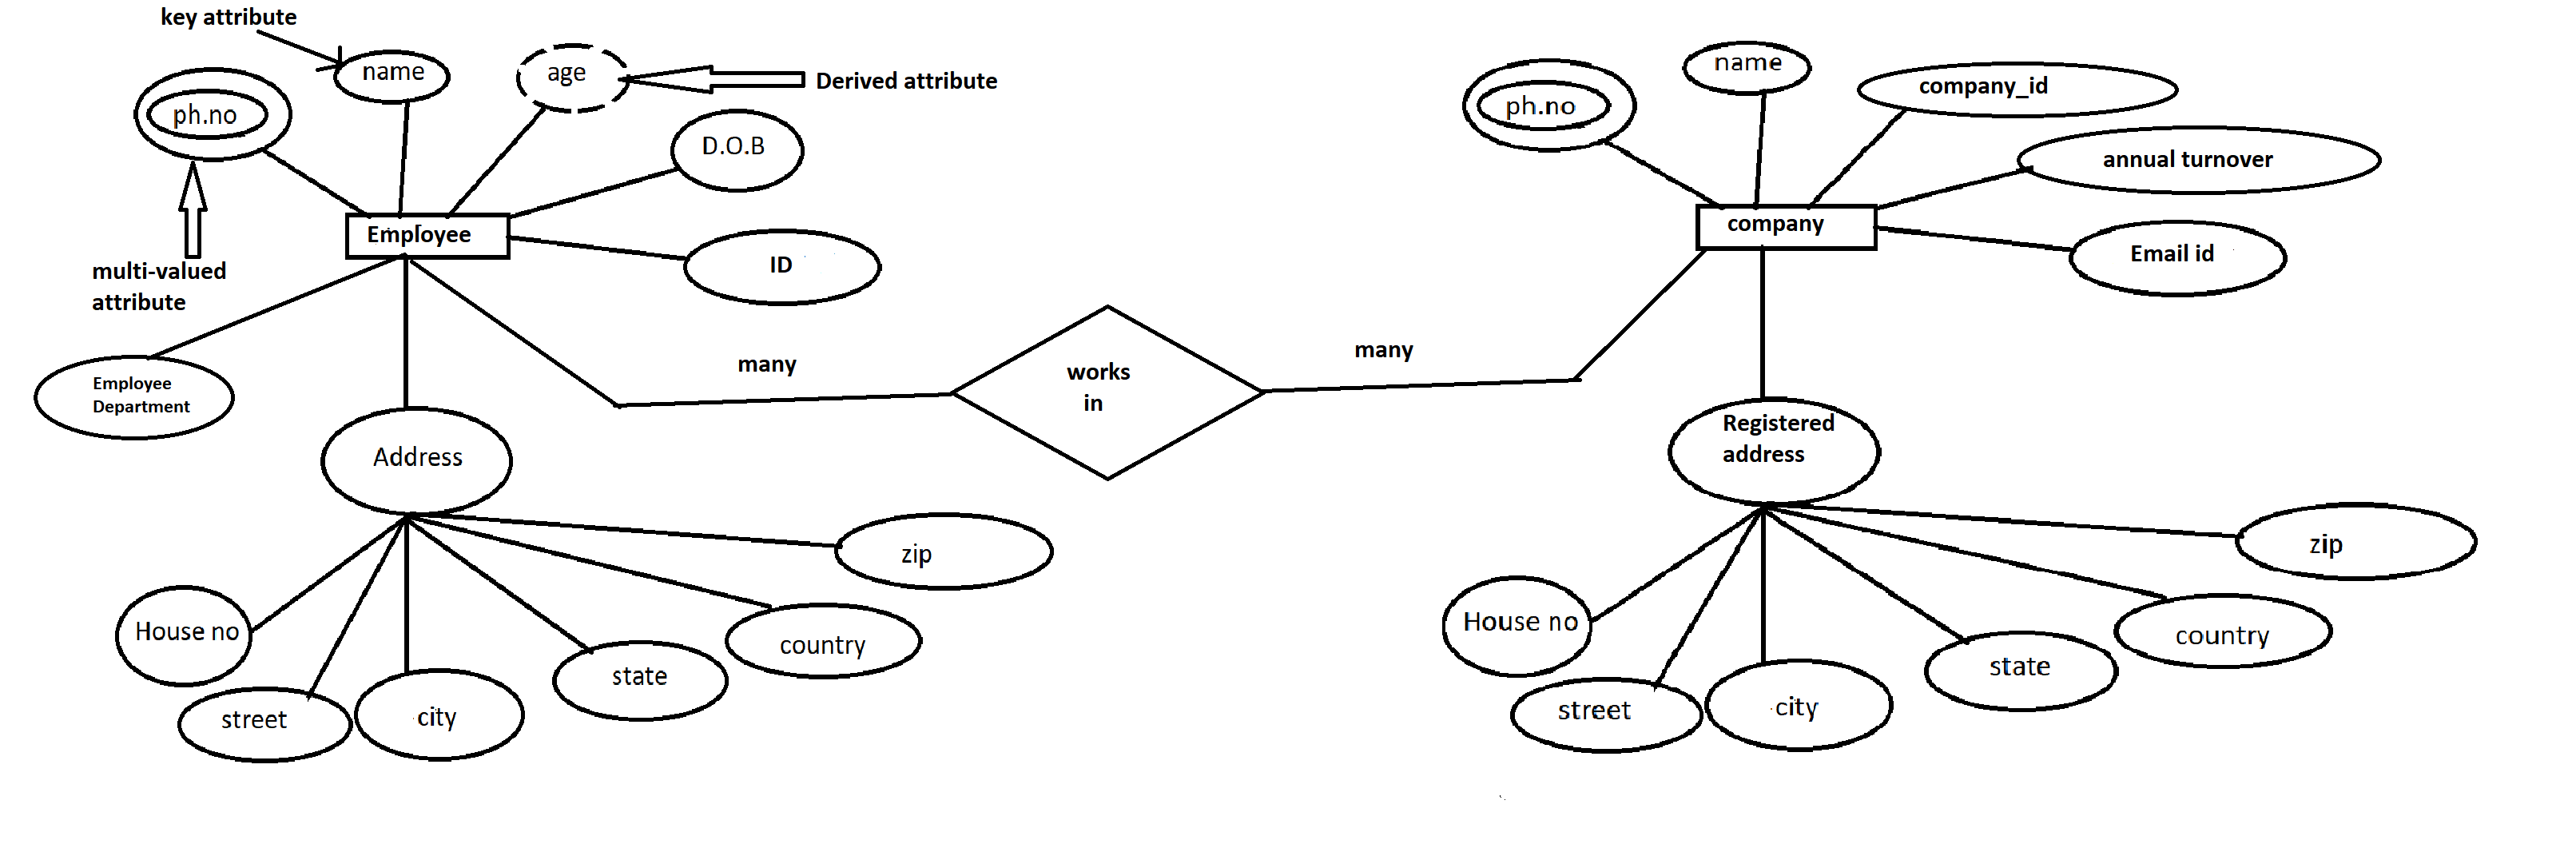 key attribute
name
age
Derived attribute
ph.no
D.O.B
Employee
ID
multi-valued
attribute
Employee
Department
many
works
in
many
Address
zip
House no
country
state
street
city
name
company_id
ph.no
annual turnover
company
Email id
Registered
address
zip
House no
country
state
street
city